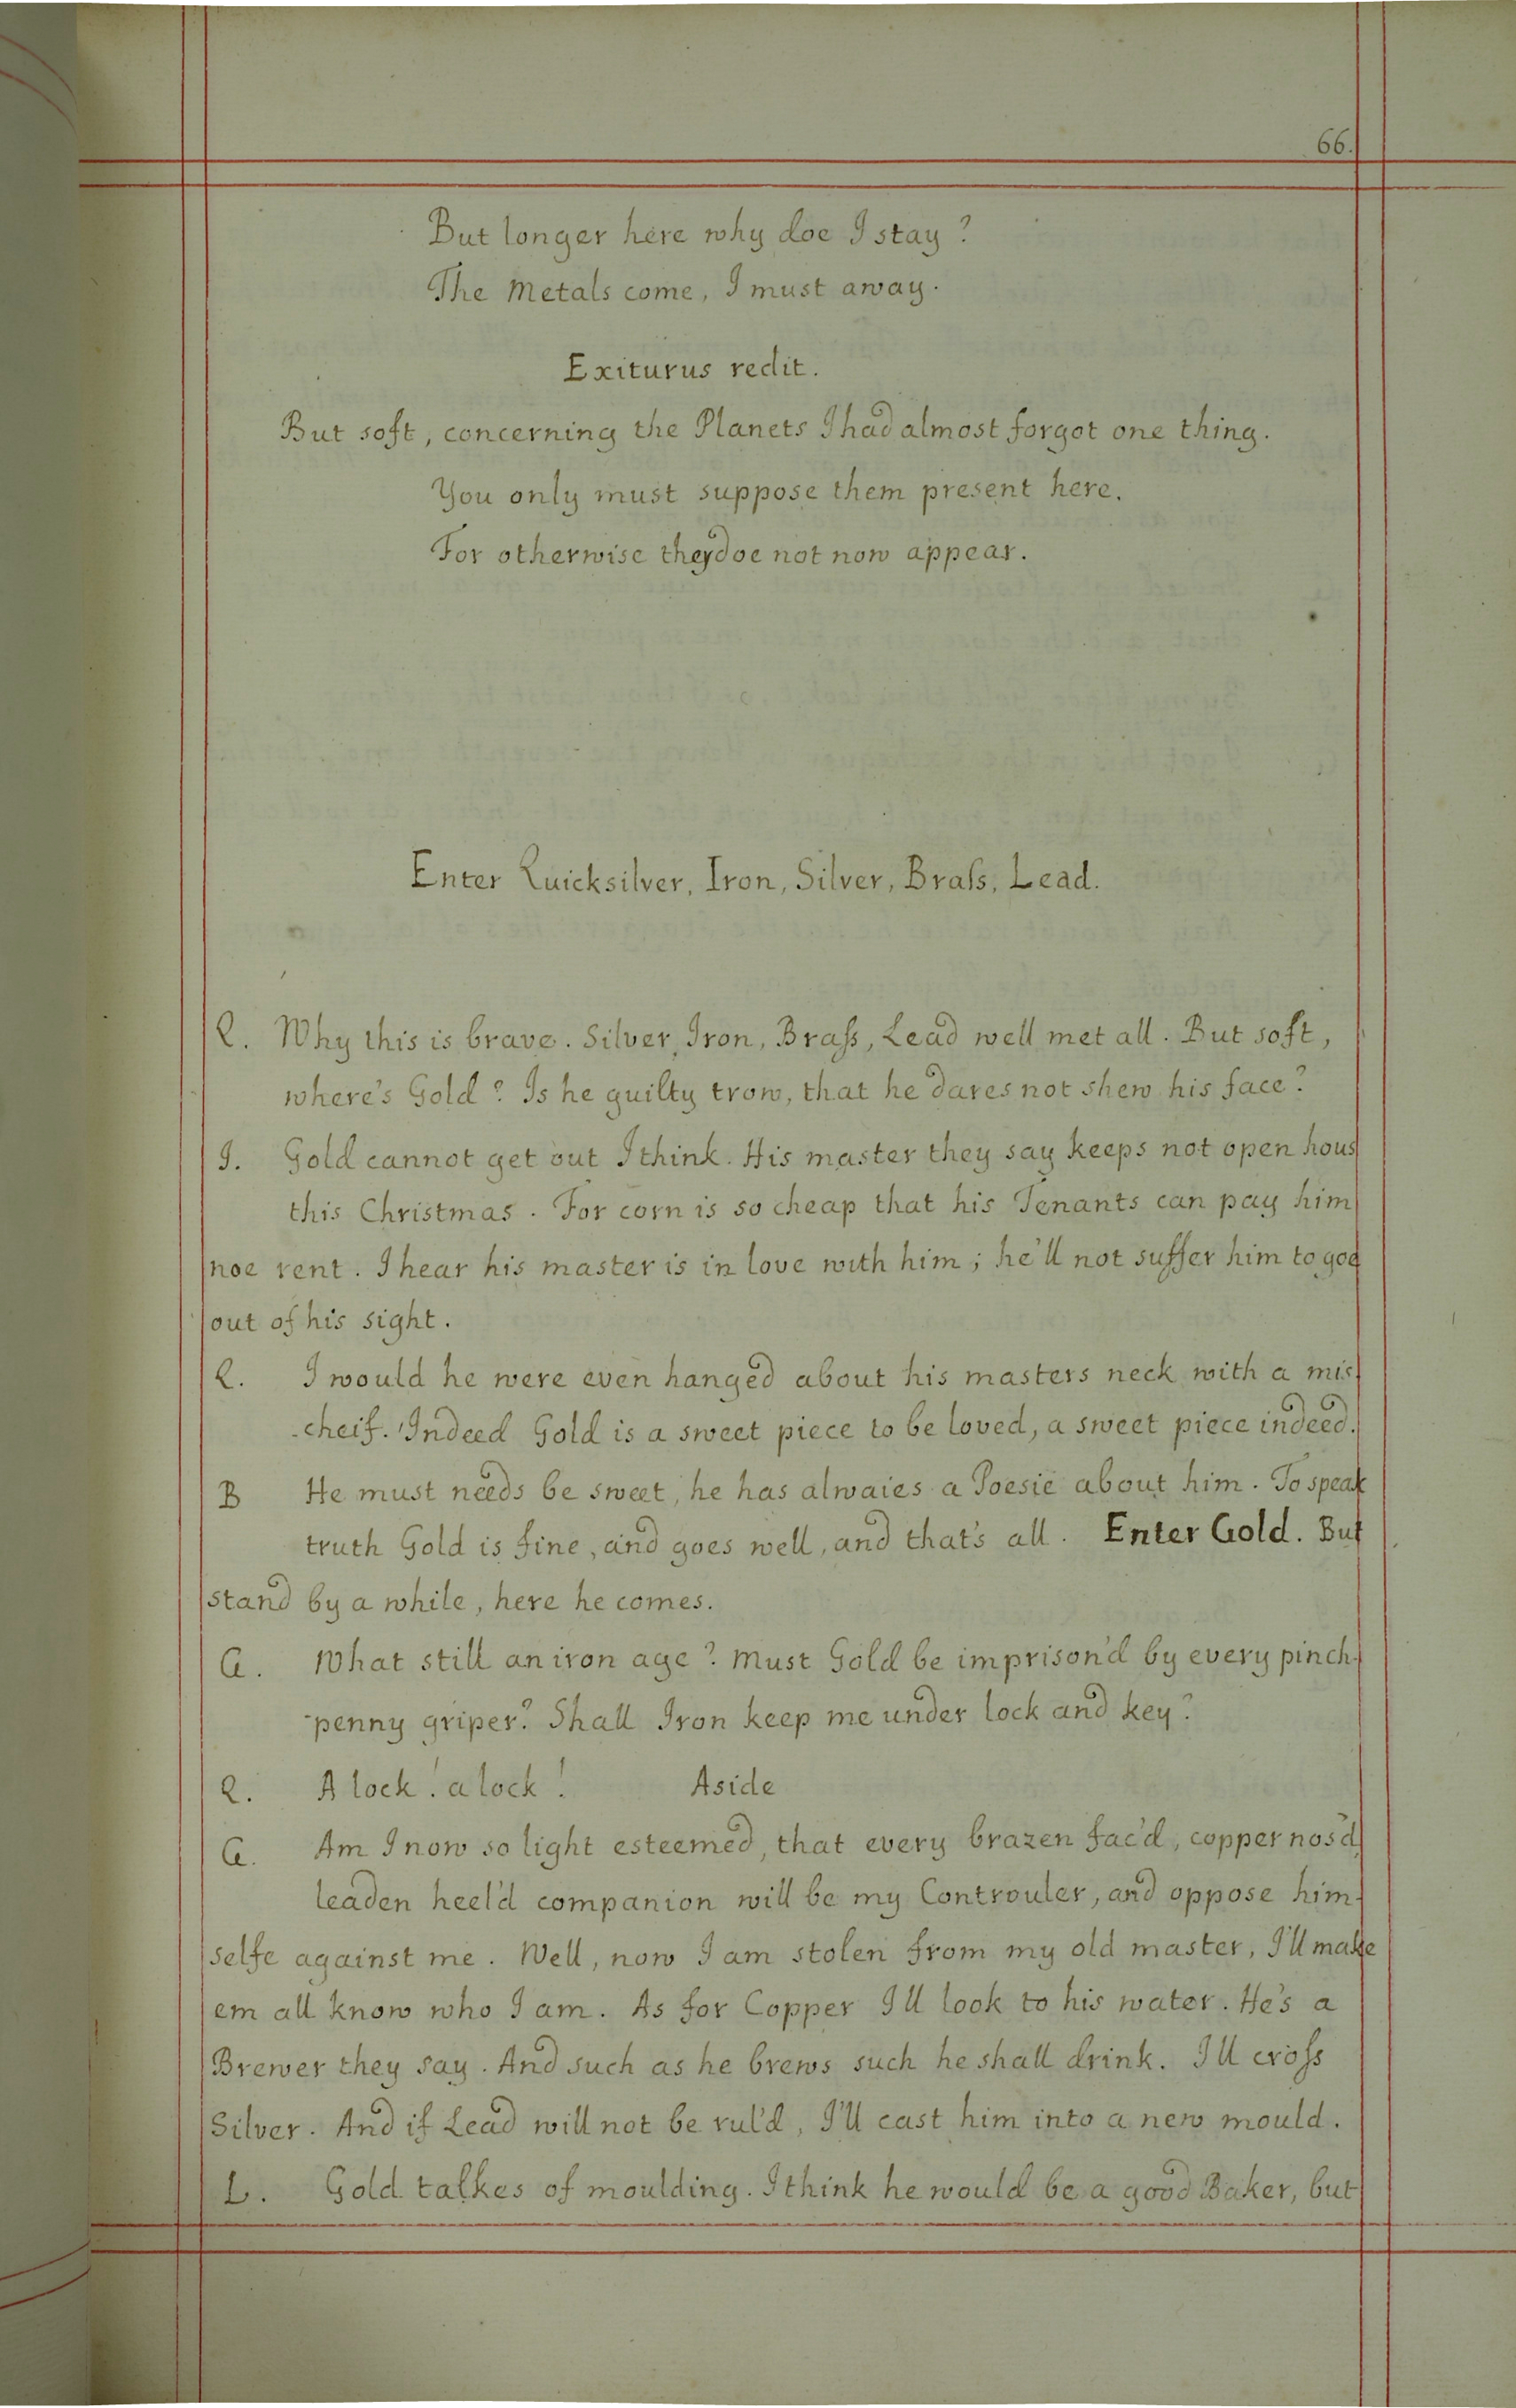 66.
But longer here why doe I stay?
The Metals come, I must away.
Exiturus redit.
But soft, concerning the Planets I had almost forgot one thing.
You only must suppose them present here.
For otherwise they doe not now appear.
Enter Quicksilver, Iron, Silver, Braſs, Lead.
Q. Why this is brave. Silver, Iron, Braſs, Lead well met all. But soft,
where's Gold? Is he guilty trow, that he dares not shew his face?
I. Gold cannot get out I think. His master they say keeps not open hous
this Christmas. For corn is so cheap that his Tenants can pay him
noe rent. I hear his master is in love with him; he'll not suffer him to goe
out of his sight.
Q. I would he were even hanged about his masters neck with a mis
cheif. Indeed Gold is a sweet piece to be loved, a sweet piece indeed.
B He must needs be sweet, he has alwaies a Poesie about him. To speak
truth Gold is fine, and goes well, and that's all. Enter Gold. But
stand by a while, here he comes.
G. What still an iron age? Must Gold be imprison'd by every pinch-
penny griper? Shall Iron keep me under lock and key?
Q. A lock! a lock! Aside
G. Am I now so light esteemed, that every brazen fac'd, copper nos'd,
leaden heel'd companion will be my Controuler, and oppose him-
selfe against me. Well, now I am stolen from my old master, I'll make
em all know who I am. As for Copper I'll look to his water. He's a
Brewer they say. And such as he brews such he shall drink. I'll croſs
Silver. And if Lead will not be rul'd, I'll cast him into a new mould.
L. Gold talkes of moulding. I think he would be a good Baker, but